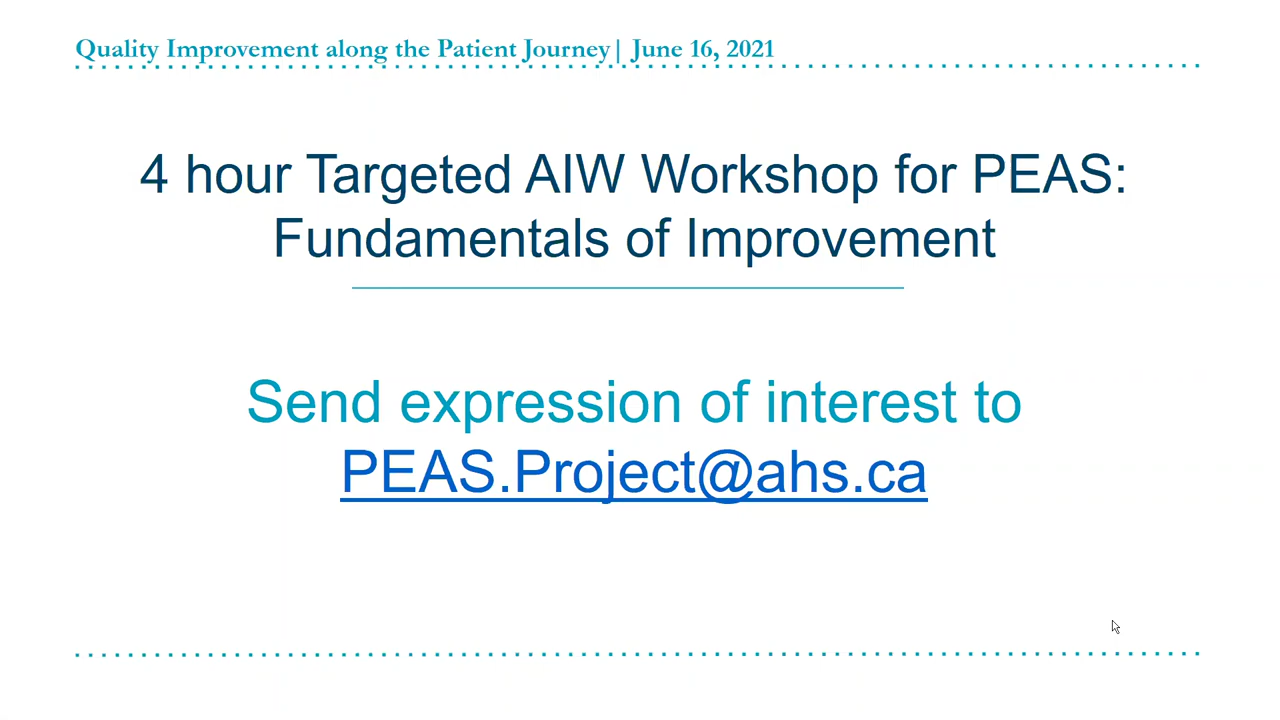 Quality Improvement along the Patient Journey| June 16, 2021
4 hour Targeted AIW Workshop for PEAS:
Fundamentals of Improvement
Send expression of interest to
PEAS.Project@ahs.ca